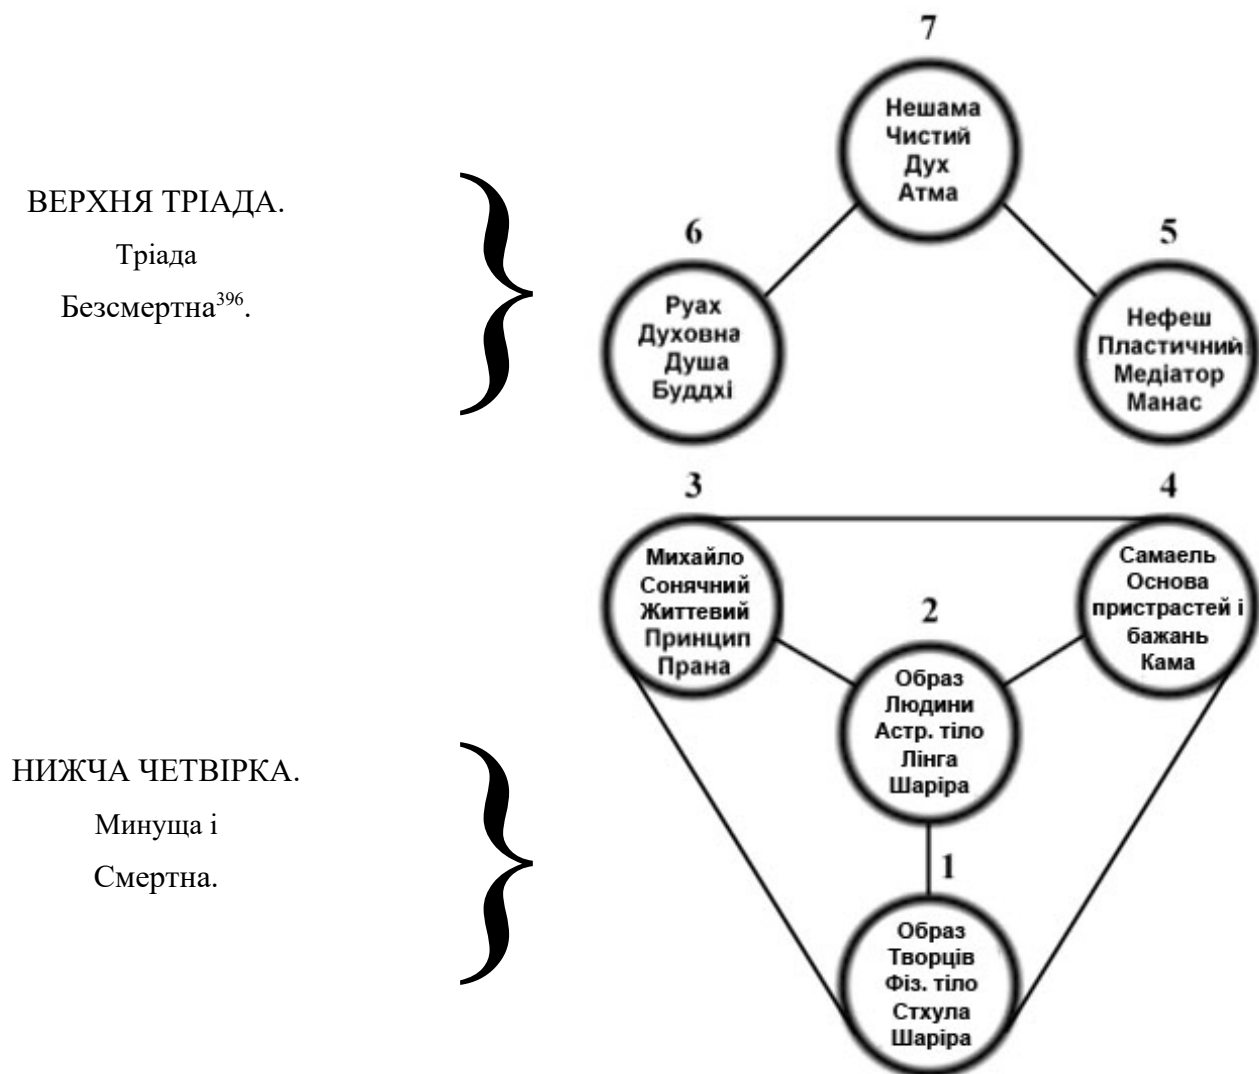 7
Нешама
Чистий
Дух
Атма
ВЕРХНЯ ТРІАДА.
Тріада
Безсмертна396.
6
Руах
Духовна
Душа
Буддхі
5
Нефеш
Пластичний
Медіатор
Манас
3
Михайло
Сонячний
Життевий
Принцип
Прана
4
Самаель
Основа
пристрастей і
бажань
Кама
2
Образ
Людини
Астр. тіло
Лінга
Шаріра
НИЖЧА ЧЕТВІРКА.
Минуща і
Смертна.
1
Образ
Творців
Фіз. тіло
Стхула
Шаріра